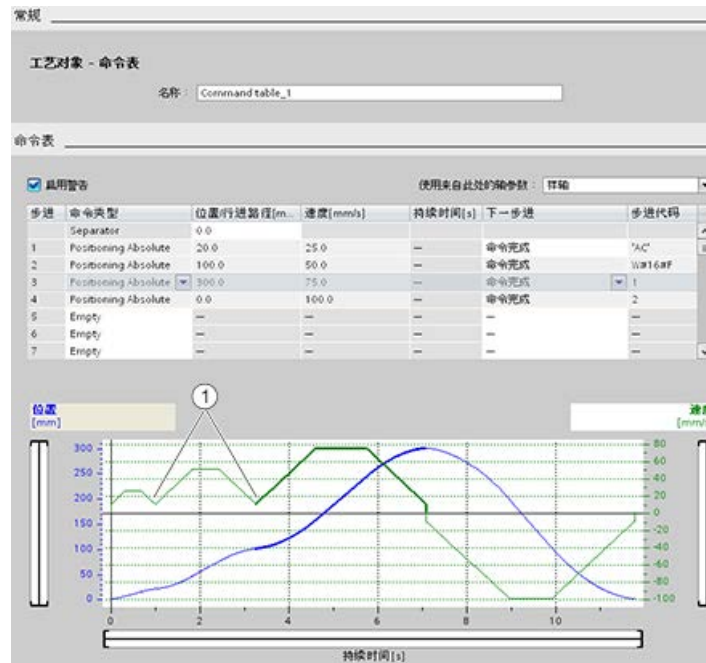 常规
工艺对象 - 命令表
名称： Command table_1
命令表
启用警告 使用来自此处的轴参数： 样轴
步进 命令类型 位置/行进路径[m... 速度[mm/s] 持续时间[s] 下一步进 步进代码
Separator 0.0
1 Positioning Absolute 20.0 25.0 — 命令完成 "AC"
2 Positioning Absolute 100.0 50.0 — 命令完成 W#16#F
3 Positioning Absolute 300.0 75.0 — 命令完成 1
4 Positioning Absolute 0.0 100.0 — 命令完成 2
5 Empty — — — — —
6 Empty — — — — —
7 Empty — — — — —
1
位置 速度
[mm] [mm/s]
300 80
250 60
200 40
150 20
100 0
50 -20
0 -40
-60
-80
-100
0 2 4 6 8 10
持续时间[s]